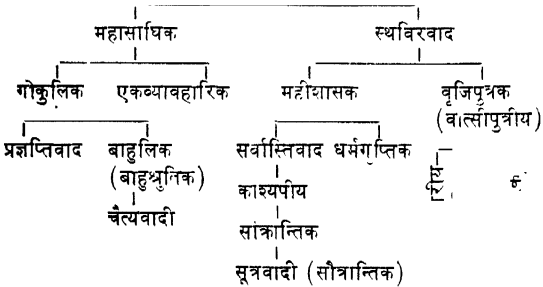 महासांघिक स्थविरवाद
गोकुलिक एकव्यावहारिक महीशासक वृजिपुत्रक
(वात्सीपुत्रीय)
प्रज्ञप्तिवाद बाहुलिक सर्वास्तिवाद धर्मगुप्तिक
(बाहुश्रुतिक) काश्यपीय
चैत्यवादी सांक्रान्तिक
सूत्रवादी (सौत्रान्तिक)